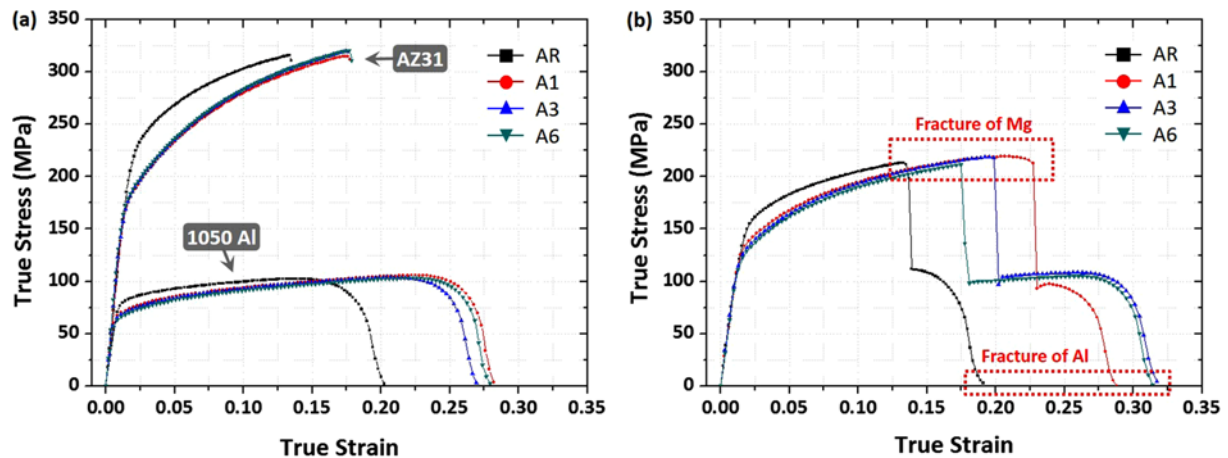 (a)
350
300
250
200
150
100
50
0
True Stress (MPa)
AZ31
1050 Al
AR
A1
A3
A6
0.00 0.05 0.10 0.15 0.20 0.25 0.30 0.35
True Strain
(b)
350
300
250
200
150
100
50
0
True Stress (MPa)
AR
A1
A3
A6
Fracture of Mg
Fracture of Al
0.00 0.05 0.10 0.15 0.20 0.25 0.30 0.35
True Strain